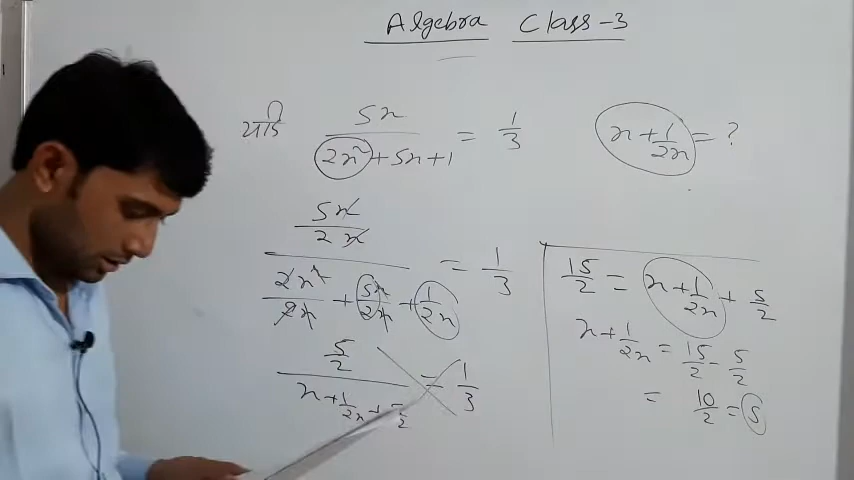 Algebra Class-3
यदि 5x / (2x² + 5x + 1) = 1/3   x + 1/2x = ?
(5x/2x) / (2x²/2x + 5x/2x + 1/2x) = 1/3
(5/2) / (x + 1/2x + 5/2) = 1/3
15/2 = x + 1/2x + 5/2
x + 1/2x = 15/2 - 5/2
= 10/2 = 5